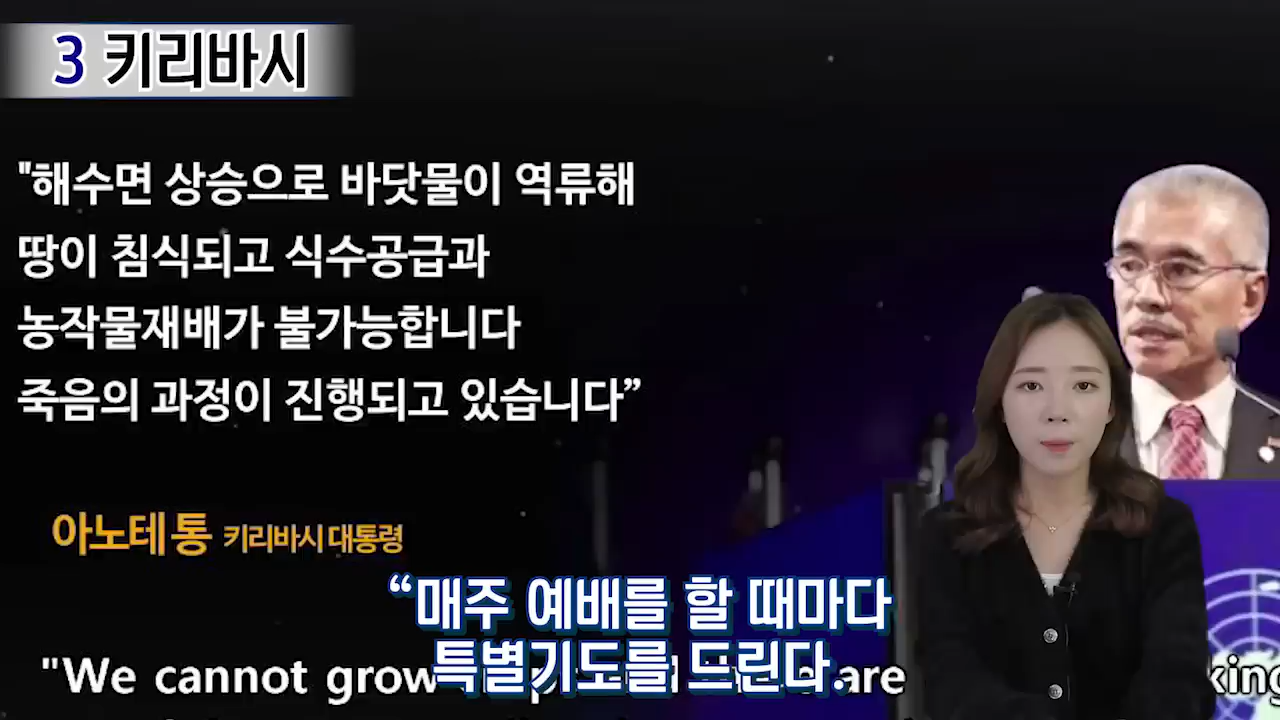 3 키리바시
"해수면 상승으로 바닷물이 역류해
땅이 침식되고 식수공급과
농작물재배가 불가능합니다
죽음의 과정이 진행되고 있습니다”
아노테 통 키리바시 대통령
“매주 예배를 할 때마다
특별기도를 드린다.
"We cannot grow are